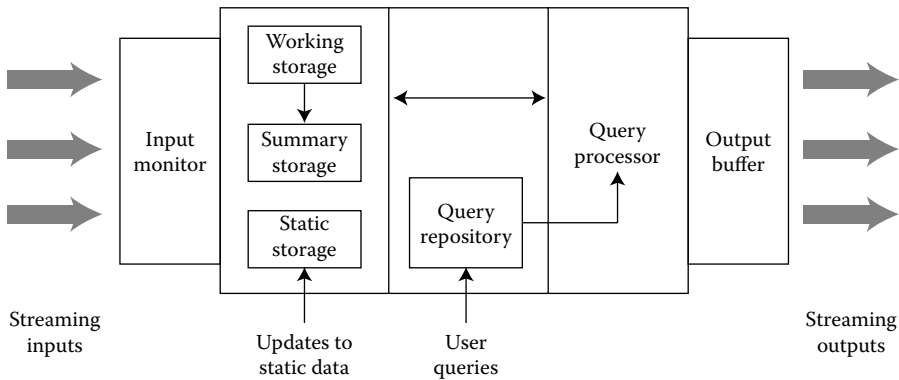 Working
storage
Summary
storage
Static
storage
Input
monitor
Query
repository
Query
processor
Output
buffer
Streaming
inputs
Updates to
static data
User
queries
Streaming
outputs